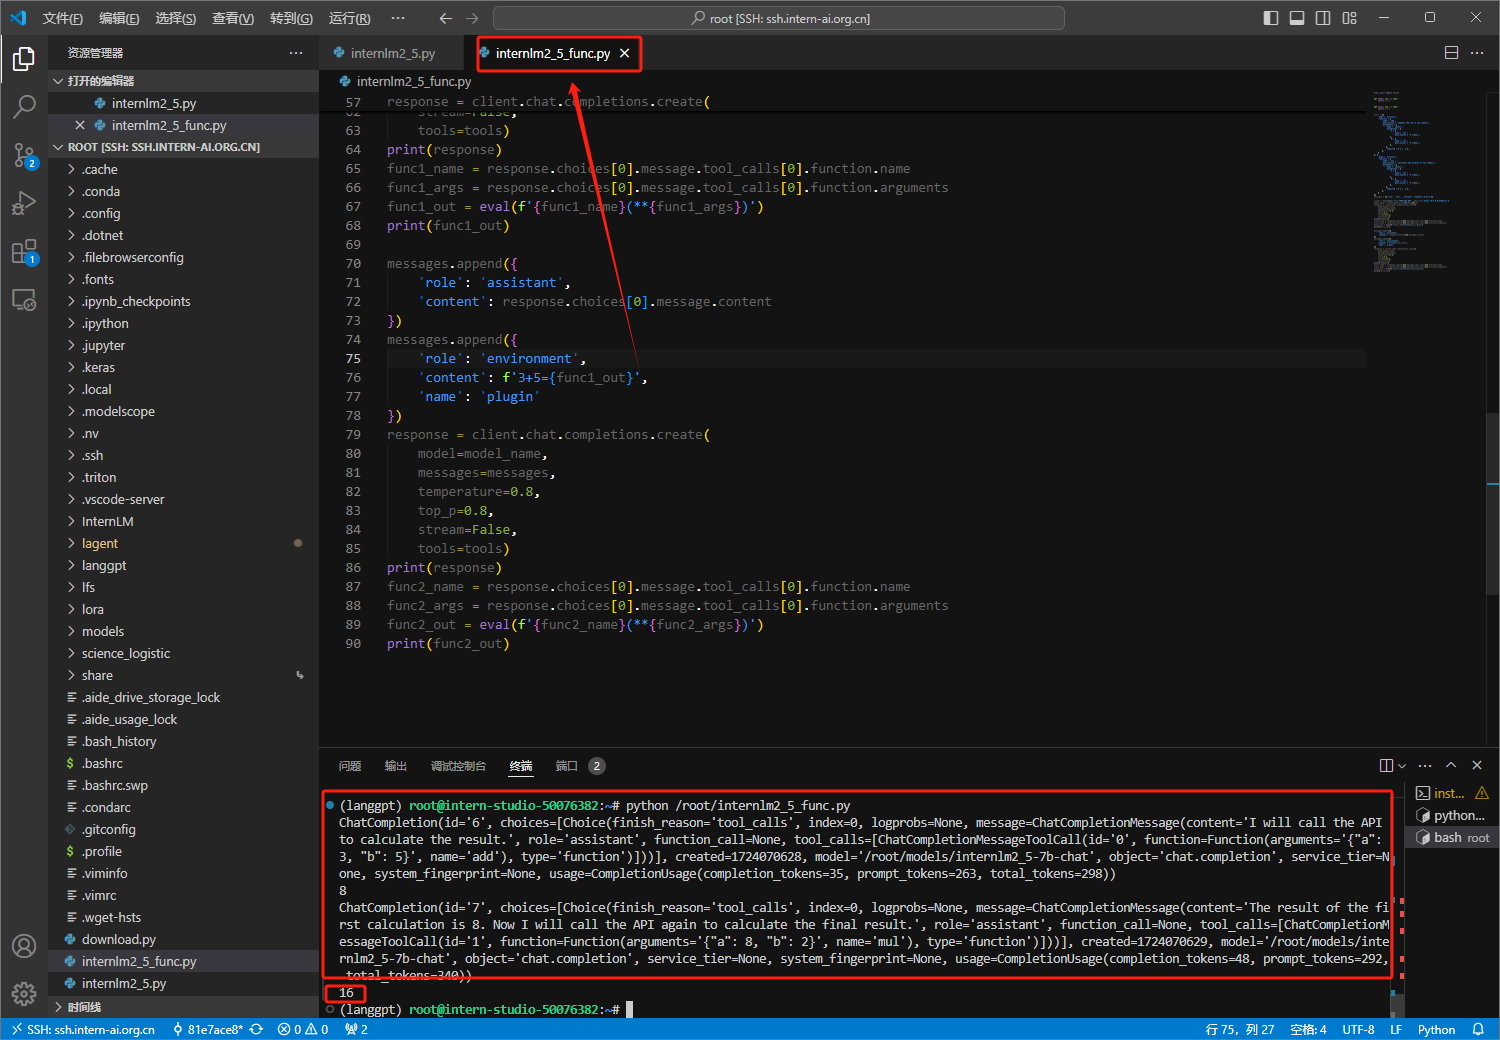 文件(F) 编辑(E) 选择(S) 查看(V) 转到(G) 运行(R) ··· root [SSH: ssh.intern-ai.org.cn]
资源管理器 ···
打开的编辑器
internlm2_5.py
internlm2_5_func.py
ROOT [SSH: SSH.INTERN-AI.ORG.CN]
.cache
.conda
.config
.dotnet
.filebrowserconfig
.fonts
.ipynb_checkpoints
.ipython
.jupyter
.keras
.local
.modelscope
.nv
.ssh
.triton
.vscode-server
InternLM
lagent
langgpt
lfs
lora
models
science_logistic
share
.aide_drive_storage_lock
.aide_usage_lock
.bash_history
$ .bashrc
.bashrc.swp
.condarc
.gitconfig
$ .profile
.viminfo
.vimrc
.wget-hsts
download.py
internlm2_5_func.py
internlm2_5.py
时间线
2
1
internlm2_5.py internlm2_5_func.py
internlm2_5_func.py
57 response = client.chat.completions.create(
62 stream=False,
63 tools=tools)
64 print(response)
65 func1_name = response.choices[0].message.tool_calls[0].function.name
66 func1_args = response.choices[0].message.tool_calls[0].function.arguments
67 func1_out = eval(f'{func1_name}(**{func1_args})')
68 print(func1_out)
69
70 messages.append({
71 'role': 'assistant',
72 'content': response.choices[0].message.content
73 })
74 messages.append({
75 'role': 'environment',
76 'content': f'3+5={func1_out}',
77 'name': 'plugin'
78 })
79 response = client.chat.completions.create(
80 model=model_name,
81 messages=messages,
82 temperature=0.8,
83 top_p=0.8,
84 stream=False,
85 tools=tools)
86 print(response)
87 func2_name = response.choices[0].message.tool_calls[0].function.name
88 func2_args = response.choices[0].message.tool_calls[0].function.arguments
89 func2_out = eval(f'{func2_name}(**{func2_args})')
90 print(func2_out)
问题 输出 调试控制台 终端 端口 2
(langgpt) root@intern-studio-50076382:~# python /root/internlm2_5_func.py
ChatCompletion(id='6', choices=[Choice(finish_reason='tool_calls', index=0, logprobs=None, message=ChatCompletionMessage(content='I will call the API
to calculate the result.', role='assistant', function_call=None, tool_calls=[ChatCompletionMessageToolCall(id='0', function=Function(arguments='{"a":
3, "b": 5}', name='add'), type='function')]))], created=1724070628, model='/root/models/internlm2_5-7b-chat', object='chat.completion', service_tier=N
one, system_fingerprint=None, usage=CompletionUsage(completion_tokens=35, prompt_tokens=263, total_tokens=298))
8
ChatCompletion(id='7', choices=[Choice(finish_reason='tool_calls', index=0, logprobs=None, message=ChatCompletionMessage(content='The result of the fi
rst calculation is 8. Now I will call the API again to calculate the final result.', role='assistant', function_call=None, tool_calls=[ChatCompletionM
essageToolCall(id='1', function=Function(arguments='{"a": 8, "b": 2}', name='mul'), type='function')]))], created=1724070629, model='/root/models/inte
rnlm2_5-7b-chat', object='chat.completion', service_tier=None, system_fingerprint=None, usage=CompletionUsage(completion_tokens=48, prompt_tokens=292,
total_tokens=340))
16
(langgpt) root@intern-studio-50076382:~#
inst...
python...
bash root
SSH: ssh.intern-ai.org.cn 81e7ace8* 0 0 2 行 75，列 27 空格: 4 UTF-8 LF Python